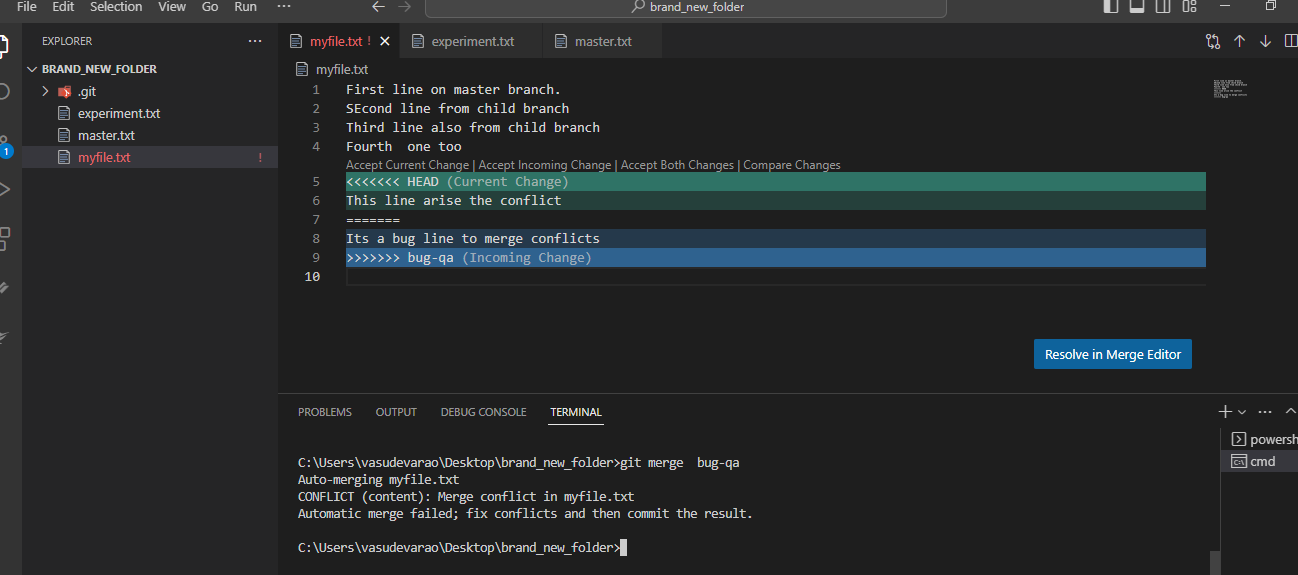 File Edit Selection View Go Run ···
brand_new_folder
EXPLORER ···
BRAND_NEW_FOLDER
.git
experiment.txt
master.txt
myfile.txt !
1
myfile.txt ! experiment.txt master.txt
myfile.txt
1 First line on master branch.
2 SEcond line from child branch
3 Third line also from child branch
4 Fourth  one too
Accept Current Change | Accept Incoming Change | Accept Both Changes | Compare Changes
5 <<<<<<< HEAD (Current Change)
6 This line arise the conflict
7 =======
8 Its a bug line to merge conflicts
9 >>>>>>> bug-qa (Incoming Change)
10
Resolve in Merge Editor
PROBLEMS OUTPUT DEBUG CONSOLE TERMINAL
powersh
cmd
C:\Users\vasudevarao\Desktop\brand_new_folder>git merge  bug-qa
Auto-merging myfile.txt
CONFLICT (content): Merge conflict in myfile.txt
Automatic merge failed; fix conflicts and then commit the result.
C:\Users\vasudevarao\Desktop\brand_new_folder>